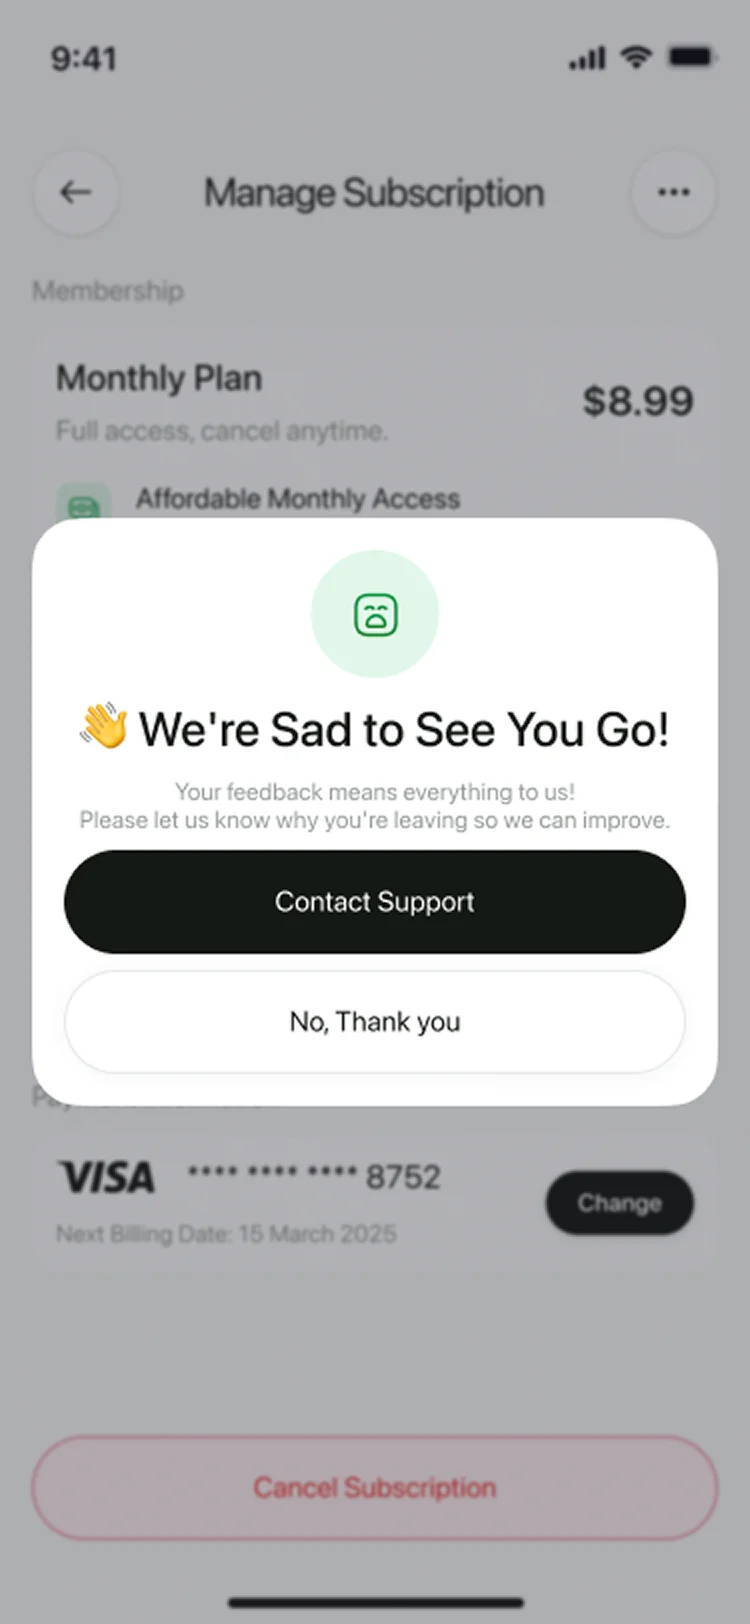 9:41
Manage Subscription
Membership
Monthly Plan
$8.99
Full access, cancel anytime.
Affordable Monthly Access
👋 We're Sad to See You Go!
Your feedback means everything to us!
Please let us know why you're leaving so we can improve.
Contact Support
No, Thank you
VISA •••• •••• •••• 8752
Change
Next Billing Date: 15 March 2025
Cancel Subscription